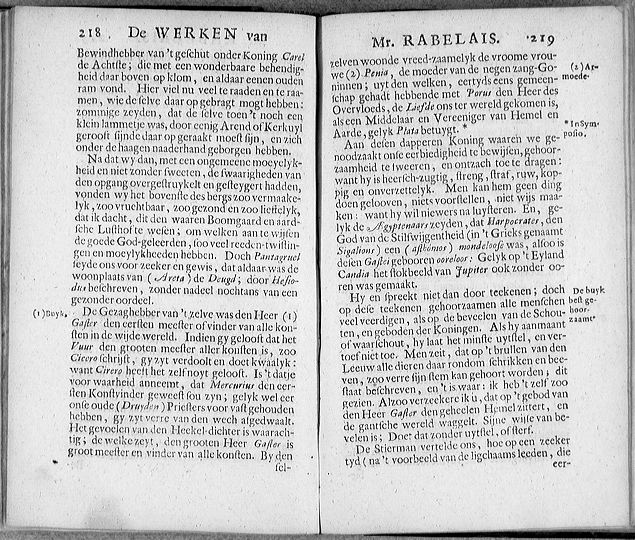 218 De WERKEN van
Bewindhebber van 't geschut onder Koning Carel
de Achtste; die met een wonderbaare behendig-
heid daar boven op klom, en aldaar eenen ouden
ram vond. Hier viel nu veel te raaden en te raa-
men, wie de selve daar op gebragt mogt hebben:
zommige zeyden, dat de selve toen 't noch een
klein lammetje was, door eenig Arend of Kerkuyl
gerooft sijnde daar op geraakt moest sijn, en zich
onder de haagen naaderhand geborgen hebben.
Na dat wy dan, met een ongemeene moeyelyk-
heid en niet zonder sweeten, de swaarigheden van
den opgang overgestruykelt en gesteygert hadden,
vonden wy het bovenste des bergs zoo vermaake-
lyk, zoo vruchtbaar, zoo gezond en zoo lieffelyk,
dat ik dacht, dit den waaren Boomgaard en aard-
sche Lusthof te wesen; om welken aan te wijsen
de goede God-geleerden, soo veel reeden-twistin-
gen en moeylykheeden hebben. Doch Pantagruel
seyde ons voor zeeker en gewis, dat aldaar was de
woonplaats van (Areta) de Deugd; door Hesio-
dus beschreven, zonder nadeel nochtans van een
gezonder oordeel.
De Gezaghebber van 't zelve was den Heer (1)
(1) Buyk.
Gaster den eersten meester of vinder van alle kon-
sten in de wijde wereld. Indien gy gelooft dat het
Vuur den grooten meester aller konsten is, zoo
Cicero schrijft, gy zyt verdoolt en doet kwaalyk:
want Cicero heeft het zelf noyt gelooft. Is 't datje
voor waarheid anneemt, dat Mercurius den eer-
sten Konstvinder geweest sou zyn; gelyk wel eer
onse oude (Druyden) Priesters voor vast gehouden
hebben, gy zyt verre van den wech afgedwaalt.
Het gevoelen van den Heckel-dichter is waarach-
tig; de welke zeyt, den grooten Heer Gaster is
groot meester en vinder van alle konsten. By den
sel-
Mr. RABELAIS. 219
zelven woonde vreed-zaamelyk de vroome vrou-
we (2) Penia, de moeder van de negen zang-Go-
(2) Ar-
moede.
ninnen; uyt den welken, eertyds eens gemeen-
schap gehadt hebbende met Porus den Heer des
Overvloeds, de Liefde ons ter wereld gekomen is,
als een Middelaar en Vereeniger van Hemel en
Aarde, gelyk Plato betuygt. *
* In Sym-
posio.
Aan desen dapperen Koning waaren we ge-
noodzaakt onse eerbiedigheid te bewijsen, gehoor-
zaamheid te sweeren, en ontzach toe te dragen:
want hy is heersch-zugtig, streng, straf, ruw, kop-
pig en onverzettelyk. Men kan hem geen ding
doen gelooven, niets voorstellen, niet wijs maa-
ken: want hy wil niewers na luysteren. En, ge-
lyk de Ægyptenaars zeyden, dat Harpocrates, den
God van de Stilswijgentheid (in 't Grieks genaamt
Sigalions) een (astomos) mondeloose was, alsoo is
desen Gaster gebooren ooreloor: Gelyk op 't Eyland
Candia het stokbeeld van Jupiter ook zonder oo-
ren was gemaakt.
Hy en spreekt niet dan door teekenen; doch
De buyk
best ge-
hoor-
zaamt.
op dese teekenen gehoorzamen alle menschen
veel veerdigen, als op de beveelen van de Schou-
ten, en geboden der Koningen. Als hy aanmaant
of waarschout, hy laat het minste uytstel, en ver-
toef niet toe. Men zeit, dat op 't brullen van den
Leeuw alle dieren daar rondom schrikken en bee-
ven, zoo verre sijn stem kan gehoort worden; dit
staat beschreven, en 't is waar: ik heb 't zelf zoo
gezien. Alzoo verzeekere ik u, dat op 't gebod van
den Heer Gaster den geheelen Hemel zittert, en
de gantsche wereld waggelt. Sijne wijse van be-
velen is; Doet dat zonder uytstel, of sterf.
De Stierman vertelde ons, hoe op een zeeker
tyd (na 't voorbeeld van de lighaams leeden, die
eer-